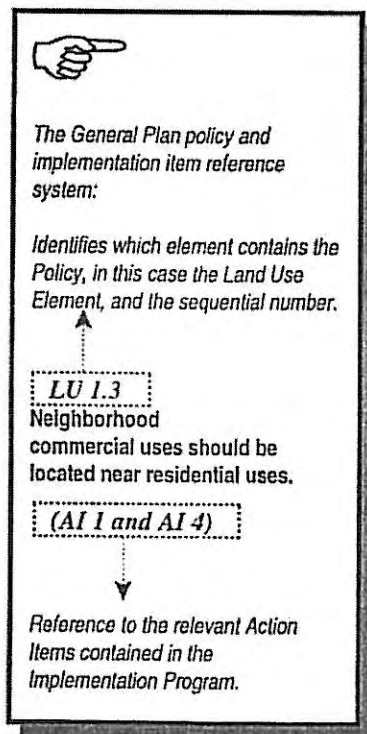 The General Plan policy and
implementation item reference
system:
Identifies which element contains the
Policy, in this case the Land Use
Element, and the sequential number.
LU 1.3
Neighborhood
commercial uses should be
located near residential uses.
(AI 1 and AI 4)
Reference to the relevant Action
Items contained in the
Implementation Program.